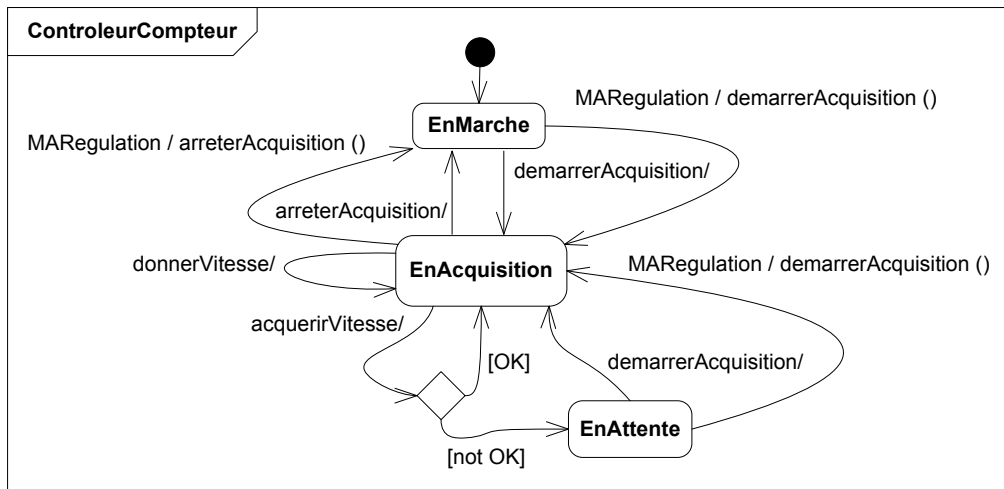 ControleurCompteur
MARegulation / demarrerAcquisition ()
EnMarche
MARegulation / arreterAcquisition ()
demarrerAcquisition/
arreterAcquisition/
donnerVitesse/
EnAcquisition
MARegulation / demarrerAcquisition ()
acquerirVitesse/
[OK]
demarrerAcquisition/
EnAttente
[not OK]